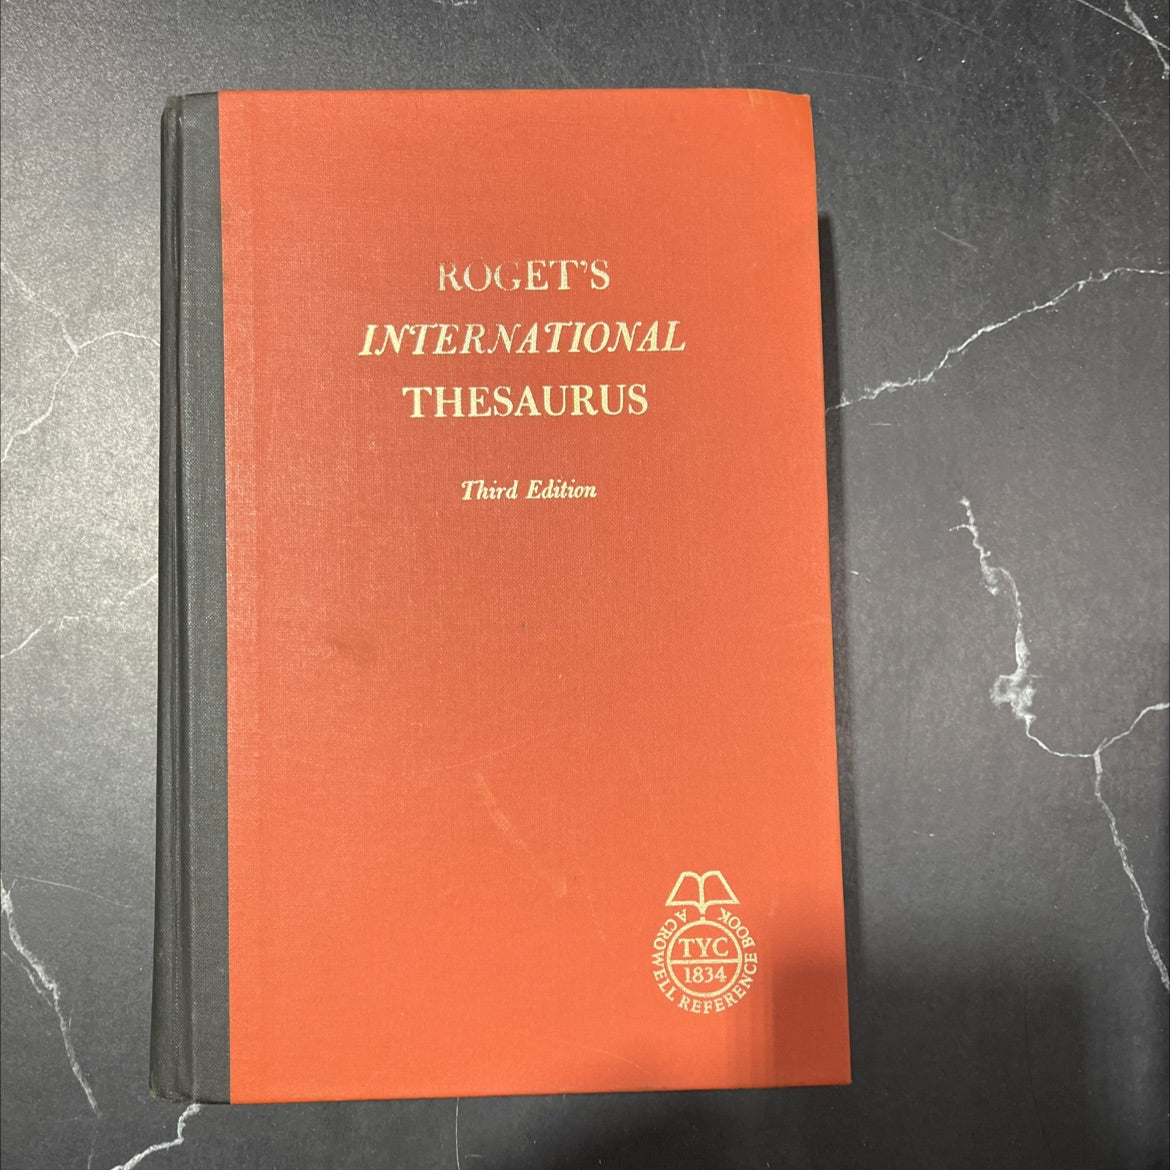 ROGET'S
INTERNATIONAL
THESAURUS
Third Edition
A CROWELL REFERENCE BOOK
TYC
1834